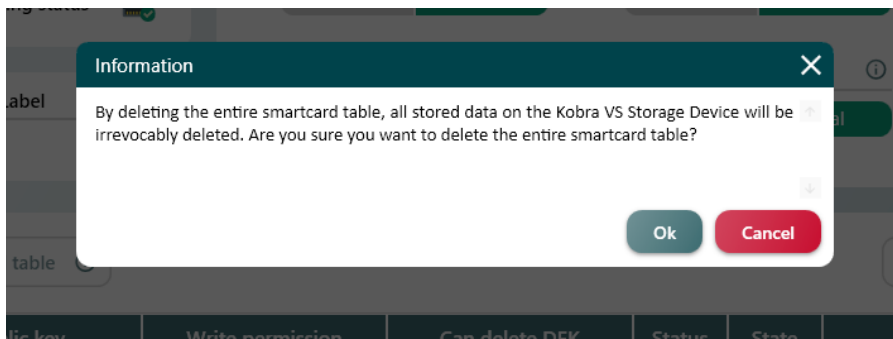 Information
label
By deleting the entire smartcard table, all stored data on the Kobra VS Storage Device will be
irrevocably deleted. Are you sure you want to delete the entire smartcard table?
Ok
Cancel
table
Write permission
Can delete DEK
Status
State